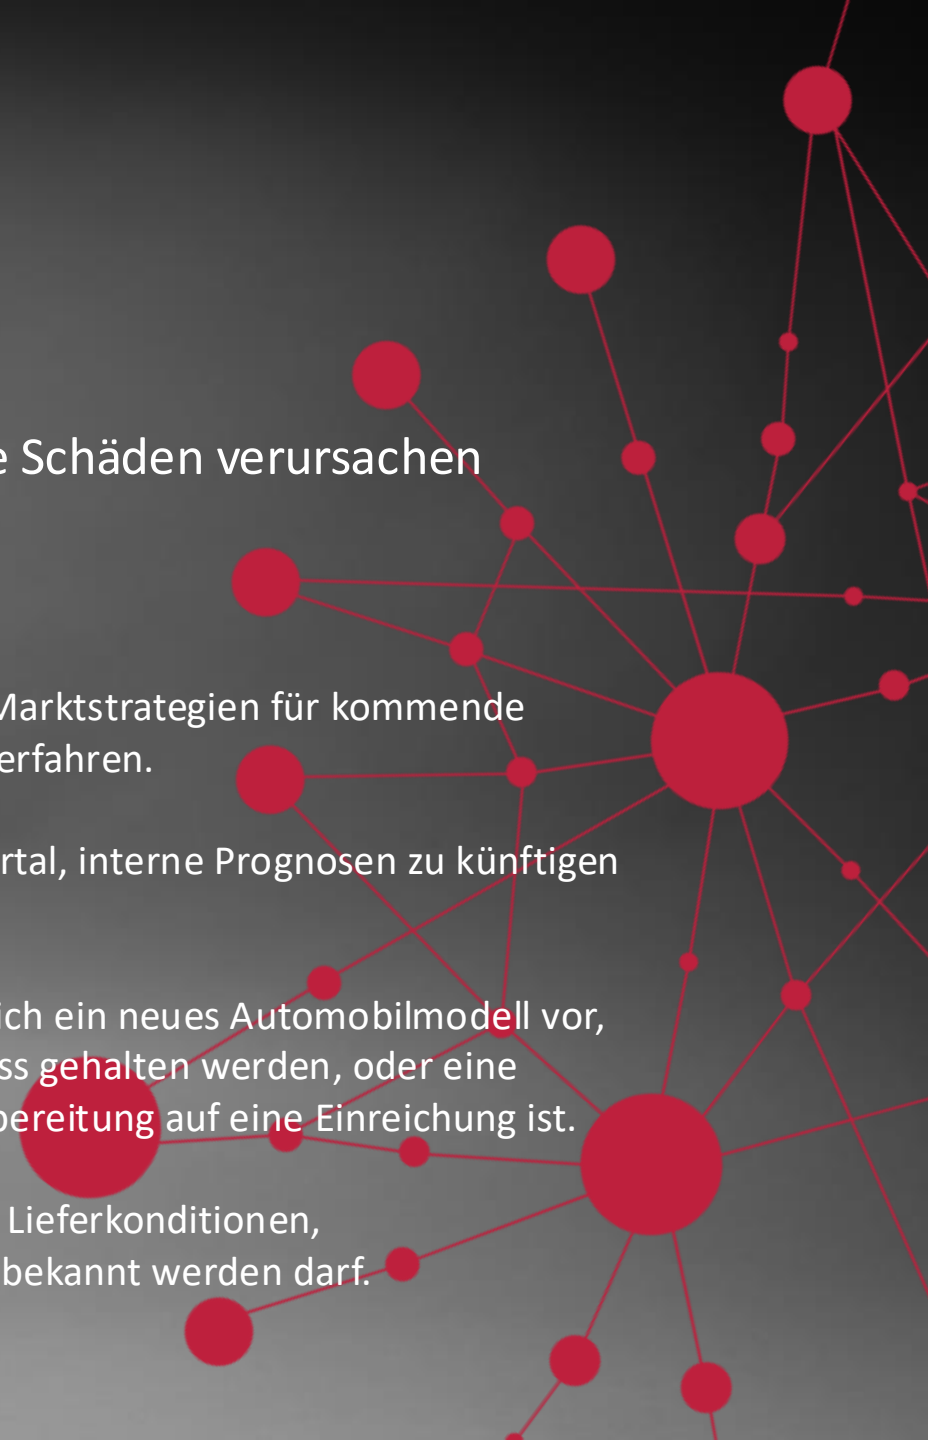 e Schäden verursachen
Marktstrategien für kommende
erfahren.
rtal, interne Prognosen zu künftigen
ich ein neues Automobilmodell vor,
ss gehalten werden, oder eine
bereitung auf eine Einreichung ist.
Lieferkonditionen,
bekannt werden darf.